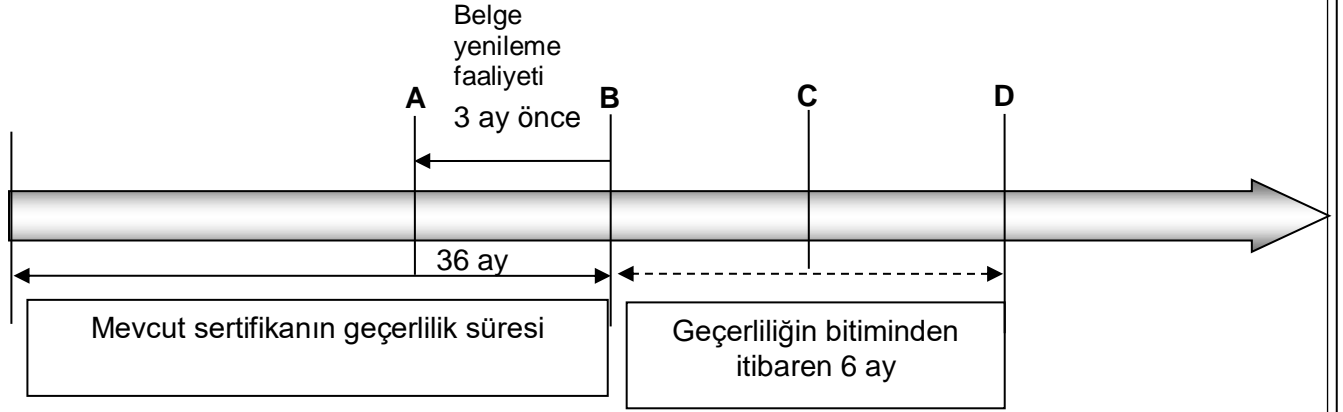 Belge
yenileme
faaliyeti
3 ay önce
A
B
C
D
36 ay
Mevcut sertifikanın geçerlilik süresi
Geçerliliğin bitiminden
itibaren 6 ay